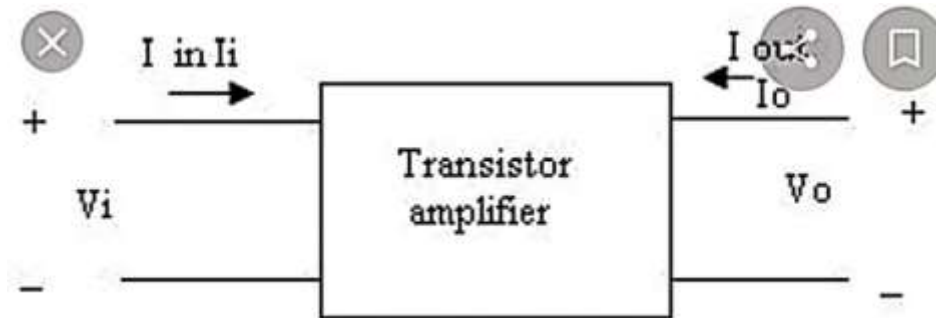 I in Ii
I out
Io
+
+
Transistor
amplifier
Vi
Vo
−
−